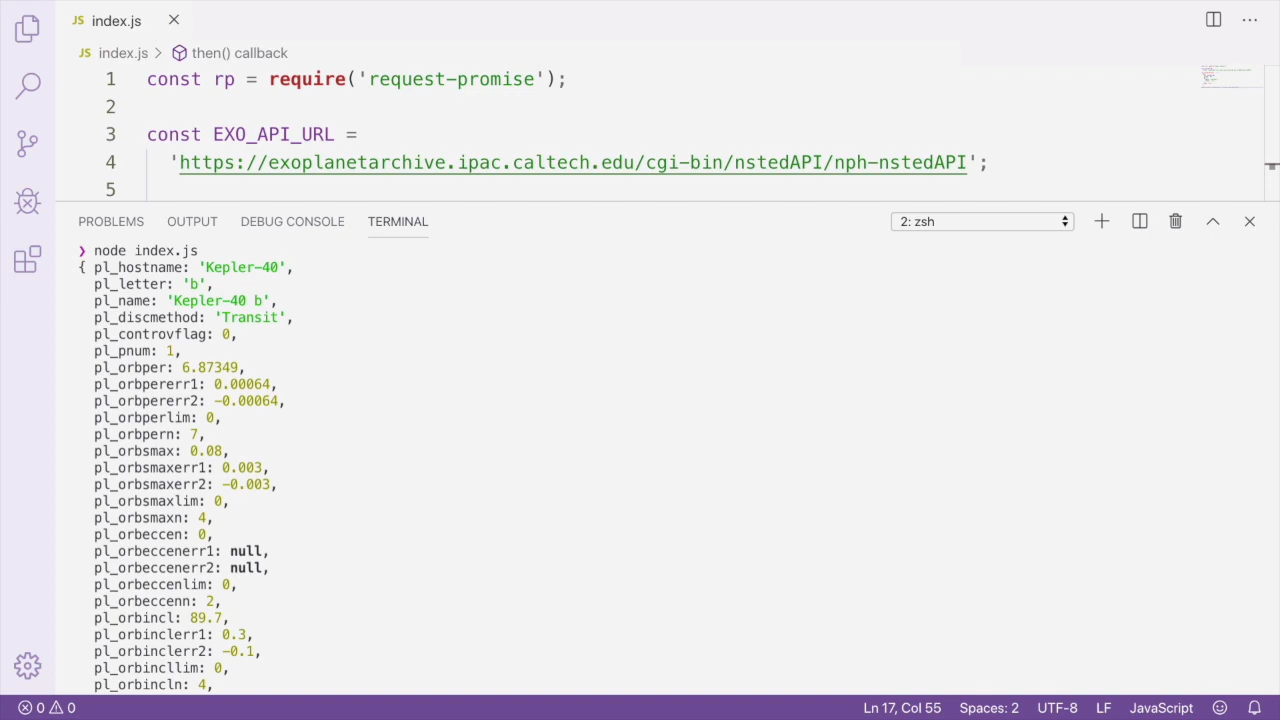 JS index.js
JS index.js > then() callback
1 const rp = require('request-promise');
2
3 const EXO_API_URL =
4 'https://exoplanetarchive.ipac.caltech.edu/cgi-bin/nstedAPI/nph-nstedAPI';
5
PROBLEMS OUTPUT DEBUG CONSOLE TERMINAL 2: zsh
❯ node index.js
{ pl_hostname: 'Kepler-40',
pl_letter: 'b',
pl_name: 'Kepler-40 b',
pl_discmethod: 'Transit',
pl_controvflag: 0,
pl_pnum: 1,
pl_orbper: 6.87349,
pl_orbpererr1: 0.00064,
pl_orbpererr2: -0.00064,
pl_orbperlim: 0,
pl_orbpern: 7,
pl_orbsmax: 0.08,
pl_orbsmaxerr1: 0.003,
pl_orbsmaxerr2: -0.003,
pl_orbsmaxlim: 0,
pl_orbsmaxn: 4,
pl_orbeccen: 0,
pl_orbeccenerr1: null,
pl_orbeccenerr2: null,
pl_orbeccenlim: 0,
pl_orbeccenn: 2,
pl_orbincl: 89.7,
pl_orbinclerr1: 0.3,
pl_orbinclerr2: -0.1,
pl_orbincllim: 0,
pl_orbincln: 4,
0 0 Ln 17, Col 55 Spaces: 2 UTF-8 LF JavaScript